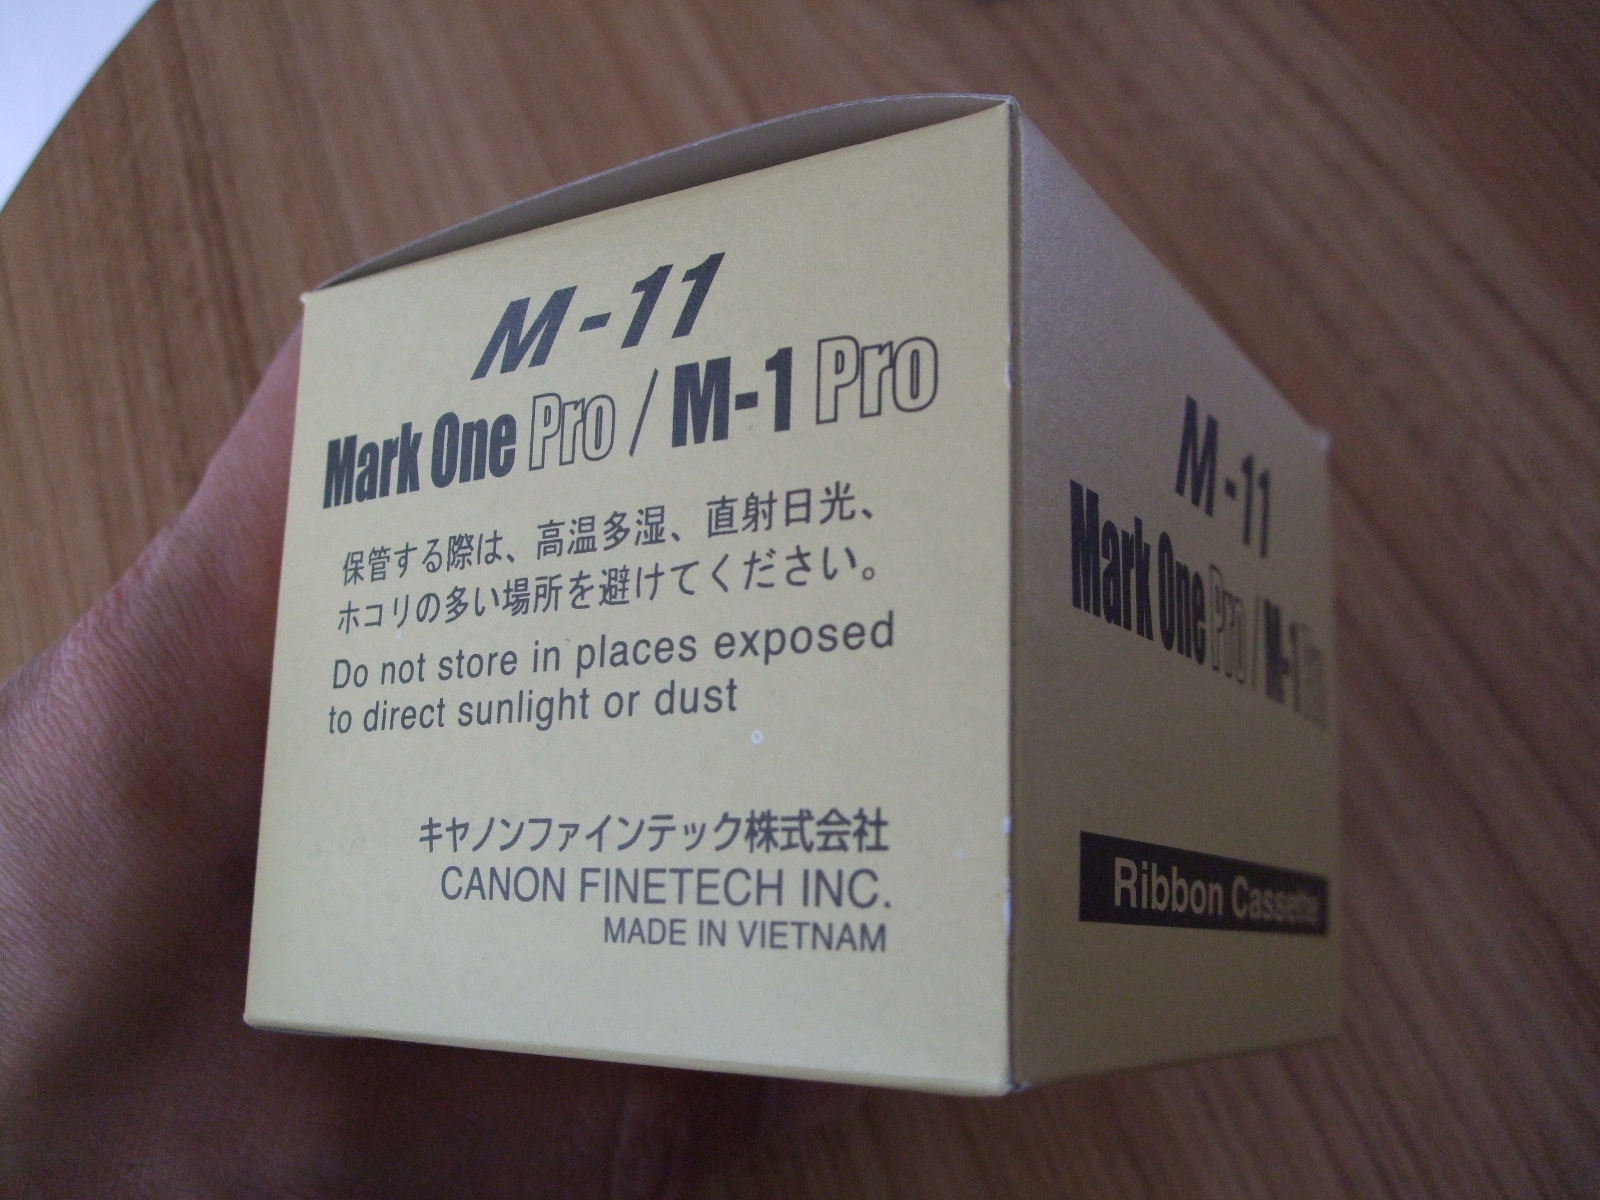 M-11
Mark One Pro / M-1 Pro
保管する際は、高温多湿、直射日光、
ホコリの多い場所を避けてください。
Do not store in places exposed
to direct sunlight or dust
キヤノンファインテック株式会社
CANON FINETECH INC.
MADE IN VIETNAM
M-11
Mark One Pro / M-1 Pro
Ribbon Cassette